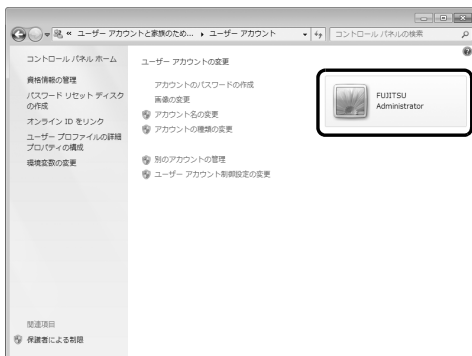 « ユーザー アカウントと家族のため... ▸ ユーザー アカウント
コントロール パネルの検索
コントロール パネル ホーム
資格情報の管理
パスワード リセット ディスク
の作成
オンライン ID をリンク
ユーザー プロファイルの詳細
プロパティの構成
環境変数の変更
関連項目
保護者による制限
ユーザー アカウントの変更
アカウントのパスワードの作成
画像の変更
アカウント名の変更
アカウントの種類の変更
別のアカウントの管理
ユーザー アカウント制御設定の変更
FUJITSU
Administrator